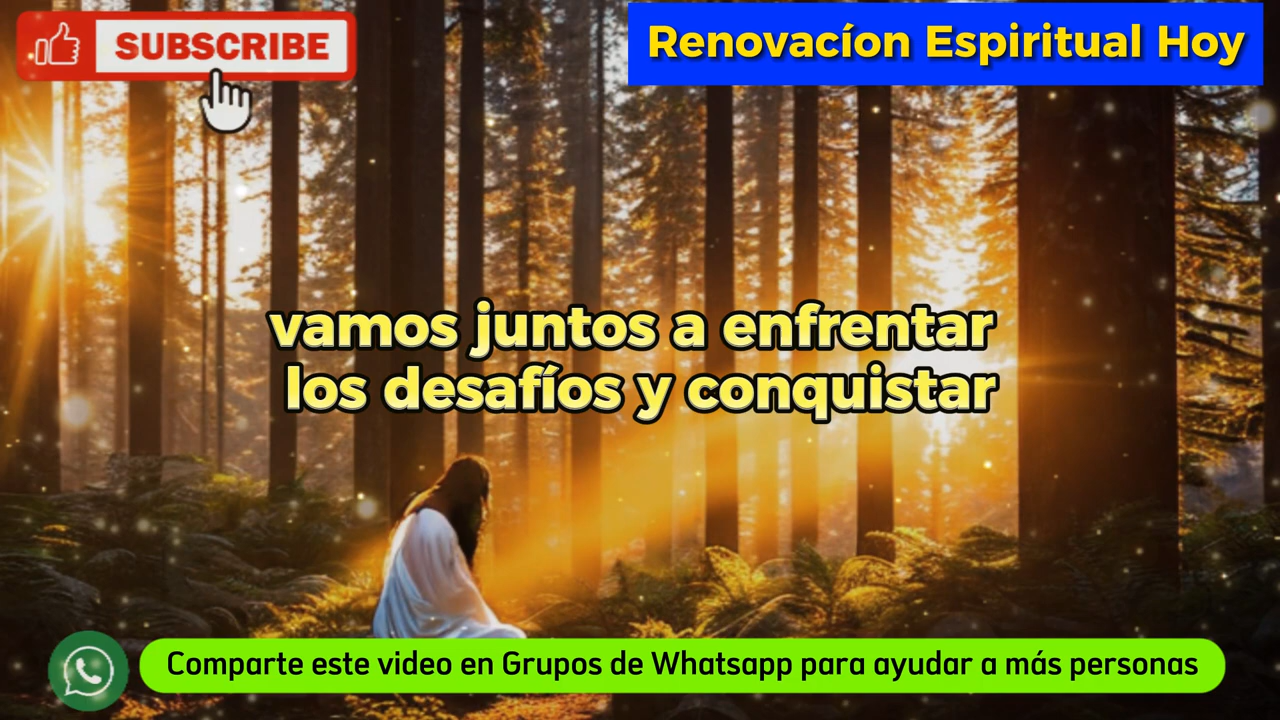 SUBSCRIBE
Renovacíon Espiritual Hoy
vamos juntos a enfrentar
los desafíos y conquistar
Comparte este video en Grupos de Whatsapp para ayudar a más personas